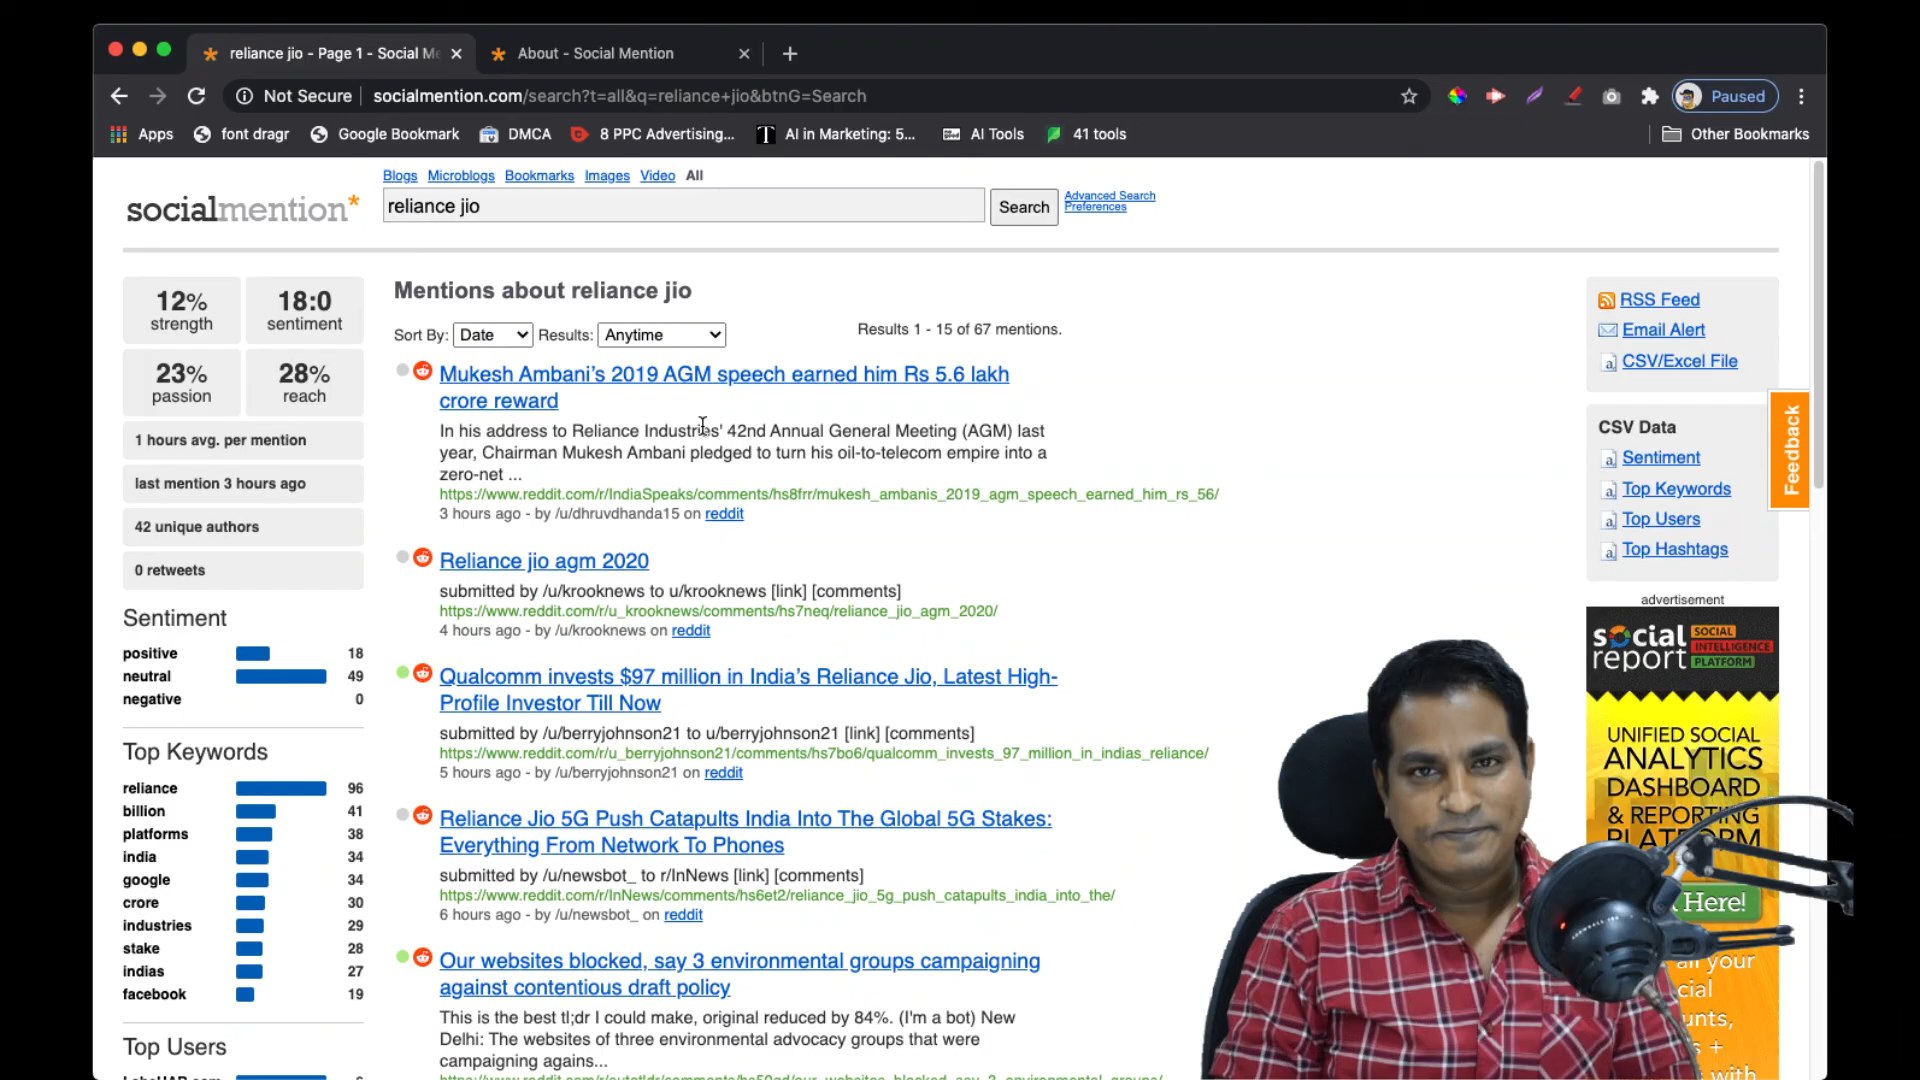 reliance jio - Page 1 - Social Me
About - Social Mention
Not Secure
socialmention.com/search?t=all&q=reliance+jio&btnG=Search
Paused
Apps
font dragr
Google Bookmark
DMCA
8 PPC Advertising...
AI in Marketing: 5...
AI Tools
41 tools
Other Bookmarks
socialmention*
Blogs Microblogs Bookmarks Images Video All
reliance jio
Search
Advanced Search
Preferences
12%
strength
18:0
sentiment
23%
passion
28%
reach
1 hours avg. per mention
last mention 3 hours ago
42 unique authors
0 retweets
Sentiment
positive 18
neutral 49
negative 0
Top Keywords
reliance 96
billion 41
platforms 38
india 34
google 34
crore 30
industries 29
stake 28
indias 27
facebook 19
Top Users
Mentions about reliance jio
Sort By: Date Results: Anytime
Results 1 - 15 of 67 mentions.
Mukesh Ambani's 2019 AGM speech earned him Rs 5.6 lakh
crore reward
In his address to Reliance Industries' 42nd Annual General Meeting (AGM) last
year, Chairman Mukesh Ambani pledged to turn his oil-to-telecom empire into a
zero-net ...
https://www.reddit.com/r/IndiaSpeaks/comments/hs8frr/mukesh_ambanis_2019_agm_speech_earned_him_rs_56/
3 hours ago - by /u/dhruvdhanda15 on reddit
Reliance jio agm 2020
submitted by /u/krooknews to u/krooknews [link] [comments]
https://www.reddit.com/r/u_krooknews/comments/hs7neq/reliance_jio_agm_2020/
4 hours ago - by /u/krooknews on reddit
Qualcomm invests $97 million in India's Reliance Jio, Latest High-
Profile Investor Till Now
submitted by /u/berryjohnson21 to u/berryjohnson21 [link] [comments]
https://www.reddit.com/r/u_berryjohnson21/comments/hs7bo6/qualcomm_invests_97_million_in_indias_reliance/
5 hours ago - by /u/berryjohnson21 on reddit
Reliance Jio 5G Push Catapults India Into The Global 5G Stakes:
Everything From Network To Phones
submitted by /u/newsbot_ to r/InNews [link] [comments]
https://www.reddit.com/r/InNews/comments/hs6et2/reliance_jio_5g_push_catapults_india_into_the/
6 hours ago - by /u/newsbot_ on reddit
Our websites blocked, say 3 environmental groups campaigning
against contentious draft policy
This is the best tl;dr I could make, original reduced by 84%. (I'm a bot) New
Delhi: The websites of three environmental advocacy groups that were
campaigning agains...
RSS Feed
Email Alert
CSV/Excel File
CSV Data
Sentiment
Top Keywords
Top Users
Top Hashtags
Feedback
advertisement
social
report
SOCIAL
INTELLIGENCE
PLATFORM
UNIFIED SOCIAL
ANALYTICS
DASHBOARD
& REPORTING
PLATFORM
Here!
all your
+
with